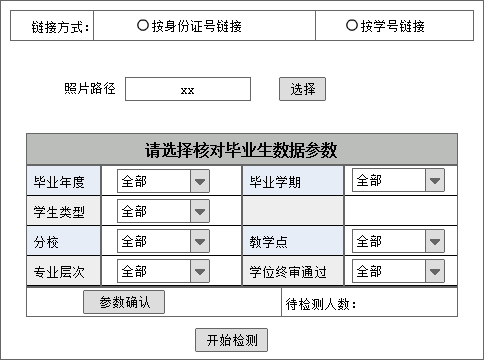 链接方式： 按身份证号链接 按学号链接
照片路径 xx 选择
请选择核对毕业生数据参数
毕业年度 全部 毕业学期 全部
学生类型 全部
分校 全部 教学点 全部
专业层次 全部 学位终审通过 全部
参数确认 待检测人数：
开始检测